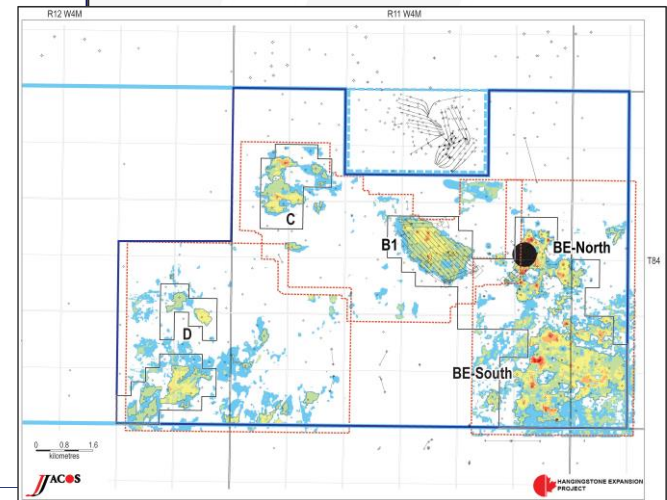 R12 W4M
R11 W4M
C
B1
BE-North
T84
D
BE-South
0 0.8 1.6
kilometres
JACOS
HANGINGSTONE EXPANSION
PROJECT